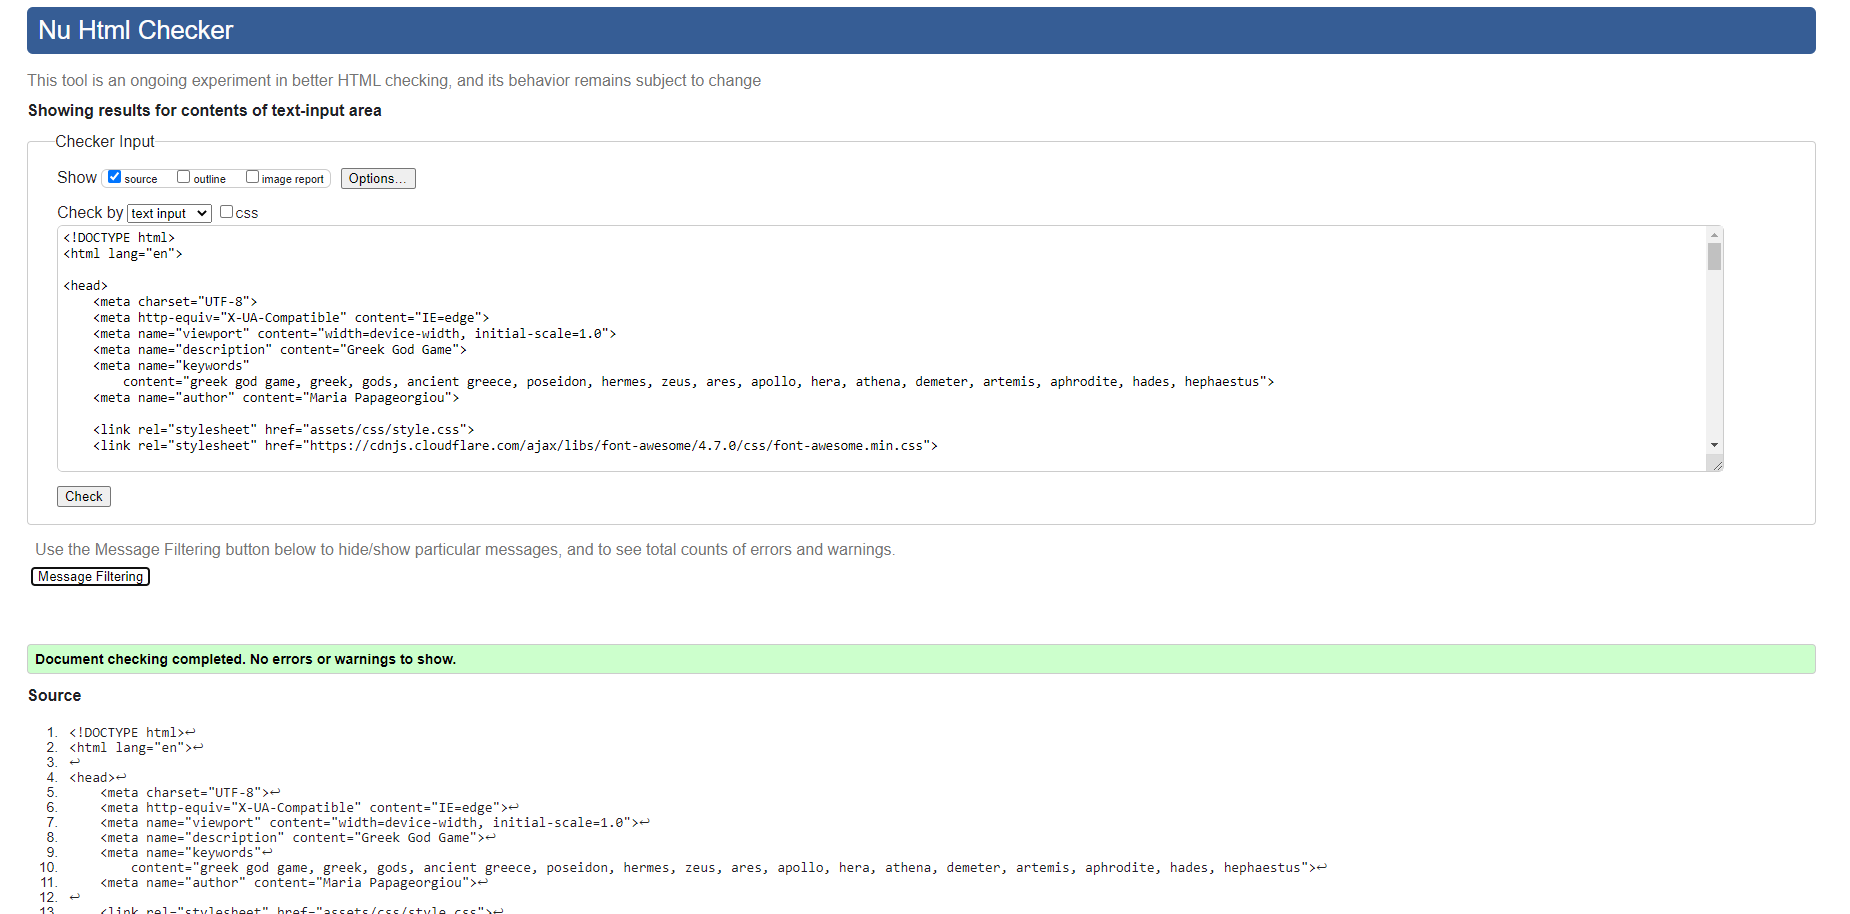 Nu Html Checker
This tool is an ongoing experiment in better HTML checking, and its behavior remains subject to change
Showing results for contents of text-input area
Checker Input
Show source outline image report Options...
Check by text input css
<!DOCTYPE html>
<html lang="en">
<head>
<meta charset="UTF-8">
<meta http-equiv="X-UA-Compatible" content="IE=edge">
<meta name="viewport" content="width=device-width, initial-scale=1.0">
<meta name="description" content="Greek God Game">
<meta name="keywords"
content="greek god game, greek, gods, ancient greece, poseidon, hermes, zeus, ares, apollo, hera, athena, demeter, artemis, aphrodite, hades, hephaestus">
<meta name="author" content="Maria Papageorgiou">
<link rel="stylesheet" href="assets/css/style.css">
<link rel="stylesheet" href="https://cdnjs.cloudflare.com/ajax/libs/font-awesome/4.7.0/css/font-awesome.min.css">
Check
Use the Message Filtering button below to hide/show particular messages, and to see total counts of errors and warnings.
Message Filtering
Document checking completed. No errors or warnings to show.
Source
1. <!DOCTYPE html>↩
2. <html lang="en">↩
3. ↩
4. <head>↩
5. <meta charset="UTF-8">↩
6. <meta http-equiv="X-UA-Compatible" content="IE=edge">↩
7. <meta name="viewport" content="width=device-width, initial-scale=1.0">↩
8. <meta name="description" content="Greek God Game">↩
9. <meta name="keywords"↩
10. content="greek god game, greek, gods, ancient greece, poseidon, hermes, zeus, ares, apollo, hera, athena, demeter, artemis, aphrodite, hades, hephaestus">↩
11. <meta name="author" content="Maria Papageorgiou">↩
12. ↩
13. <link rel="stylesheet" href="assets/css/style.css">↩